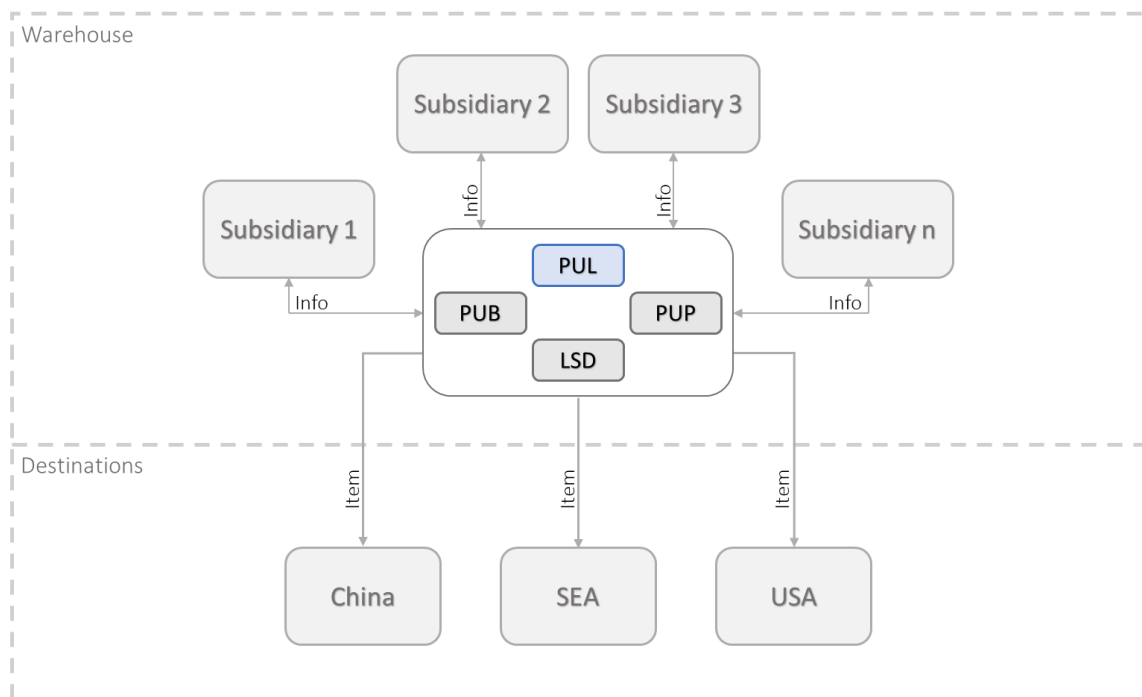 Warehouse
Subsidiary 2
Subsidiary 3
Info
Info
Subsidiary 1
Subsidiary n
PUL
Info
Info
PUB
PUP
LSD
Destinations
Item
Item
Item
China
SEA
USA